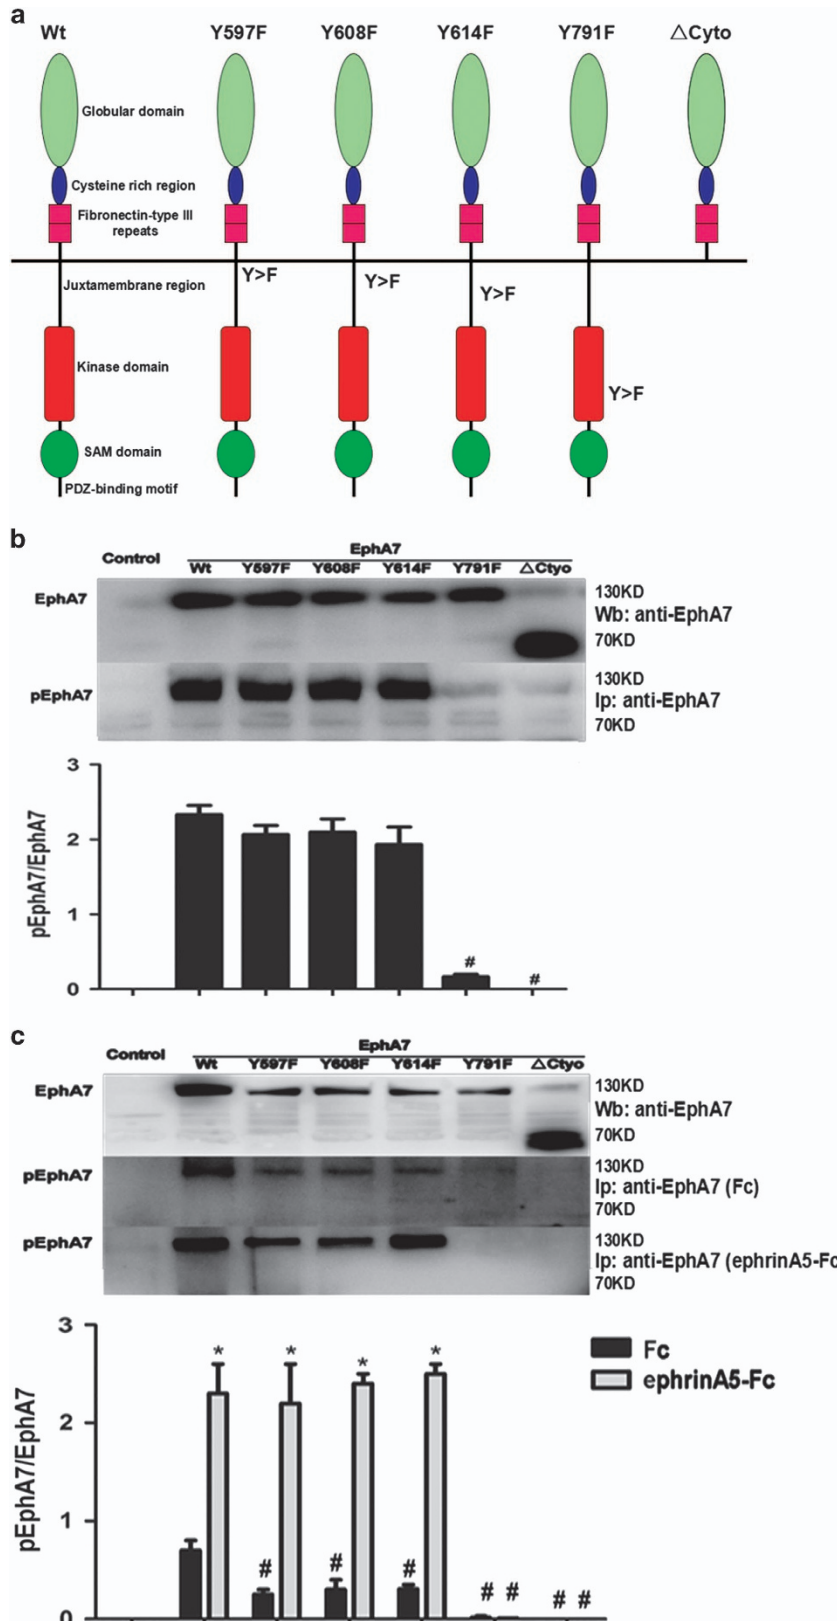 a
Wt Y597F Y608F Y614F Y791F △Cyto
Globular domain
Cysteine rich region
Fibronectin-type III
repeats
Y>F Y>F Y>F
Juxtamembrane region
Kinase domain
Y>F
SAM domain
PDZ-binding motif
b
Control EphA7
Wt Y597F Y608F Y614F Y791F △Ctyo
EphA7 130KD
Wb: anti-EphA7
70KD
pEphA7 130KD
Ip: anti-EphA7
70KD
pEphA7/EphA7
3
2
1
0
# #
c
Control EphA7
Wt Y597F Y608F Y614F Y791F △Ctyo
EphA7 130KD
Wb: anti-EphA7
70KD
pEphA7 130KD
Ip: anti-EphA7 (Fc)
70KD
pEphA7 130KD
Ip: anti-EphA7 (ephrinA5-Fc
70KD
pEphA7/EphA7
3
2
1
0
* * * *
# # # # # # #
Fc
ephrinA5-Fc